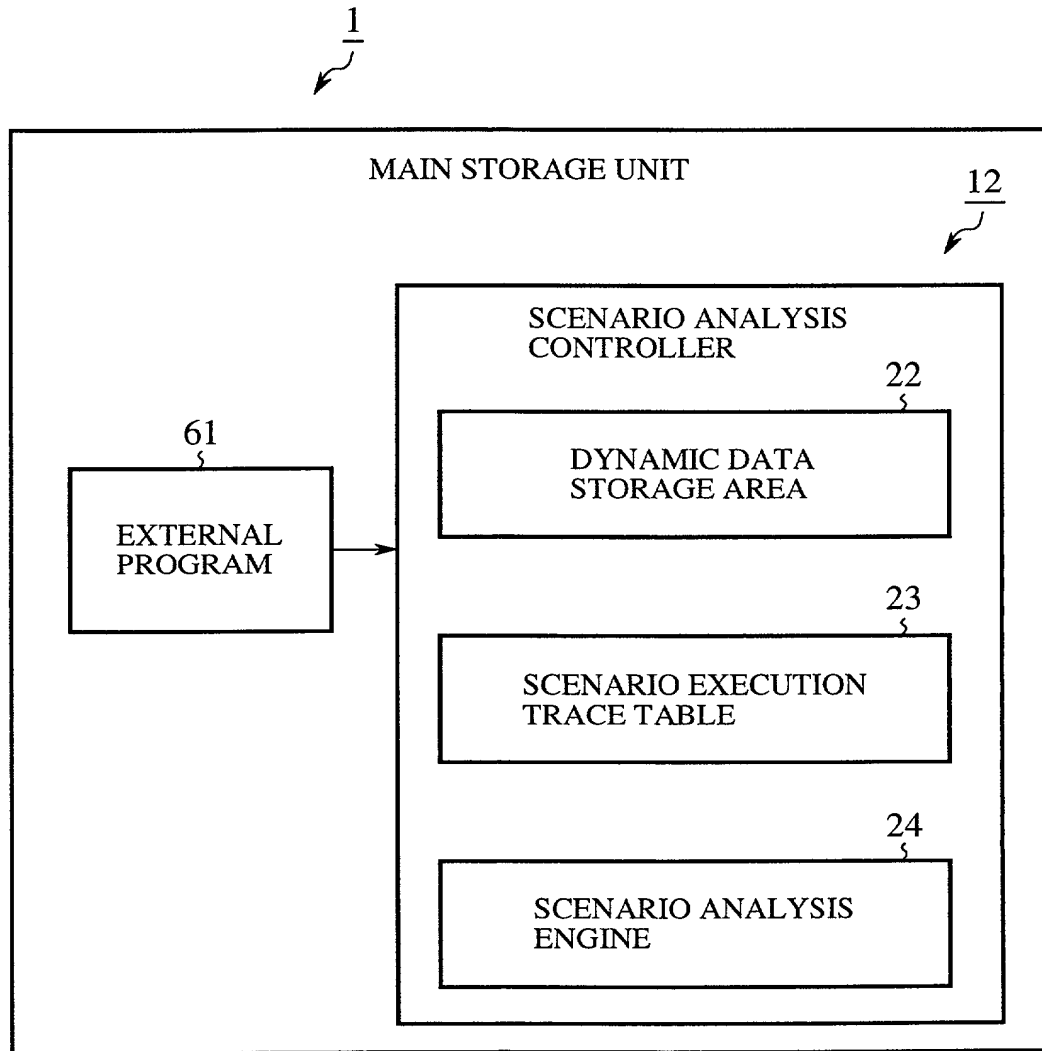 1
MAIN STORAGE UNIT
12
SCENARIO ANALYSIS
CONTROLLER
22
DYNAMIC DATA
STORAGE AREA
61
EXTERNAL
PROGRAM
23
SCENARIO EXECUTION
TRACE TABLE
24
SCENARIO ANALYSIS
ENGINE